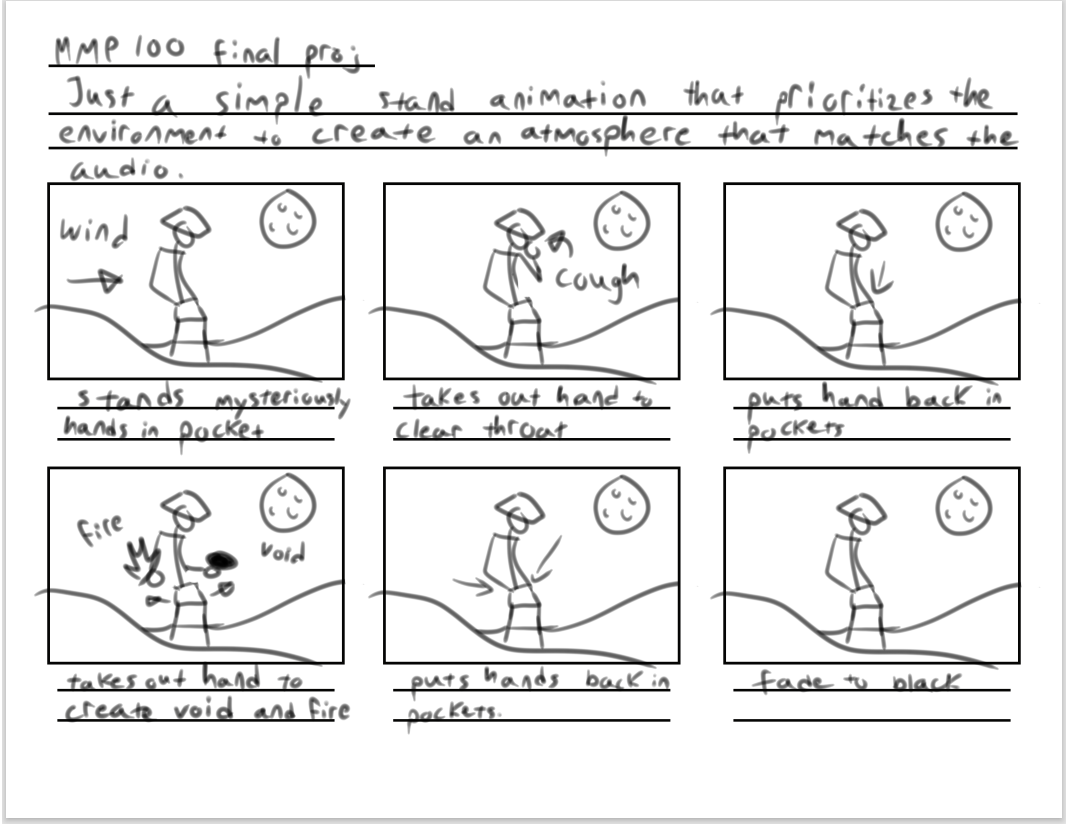 MMP 100 final proj
Just a simple stand animation that prioritizes the
environment to create an atmosphere that matches the
audio.
wind
cough
stands mysteriously
hands in pocket
takes out hand to
clear throat
puts hand back in
pockets
fire
void
takes out hand to
create void and fire
puts hands back in
pockets.
fade to black